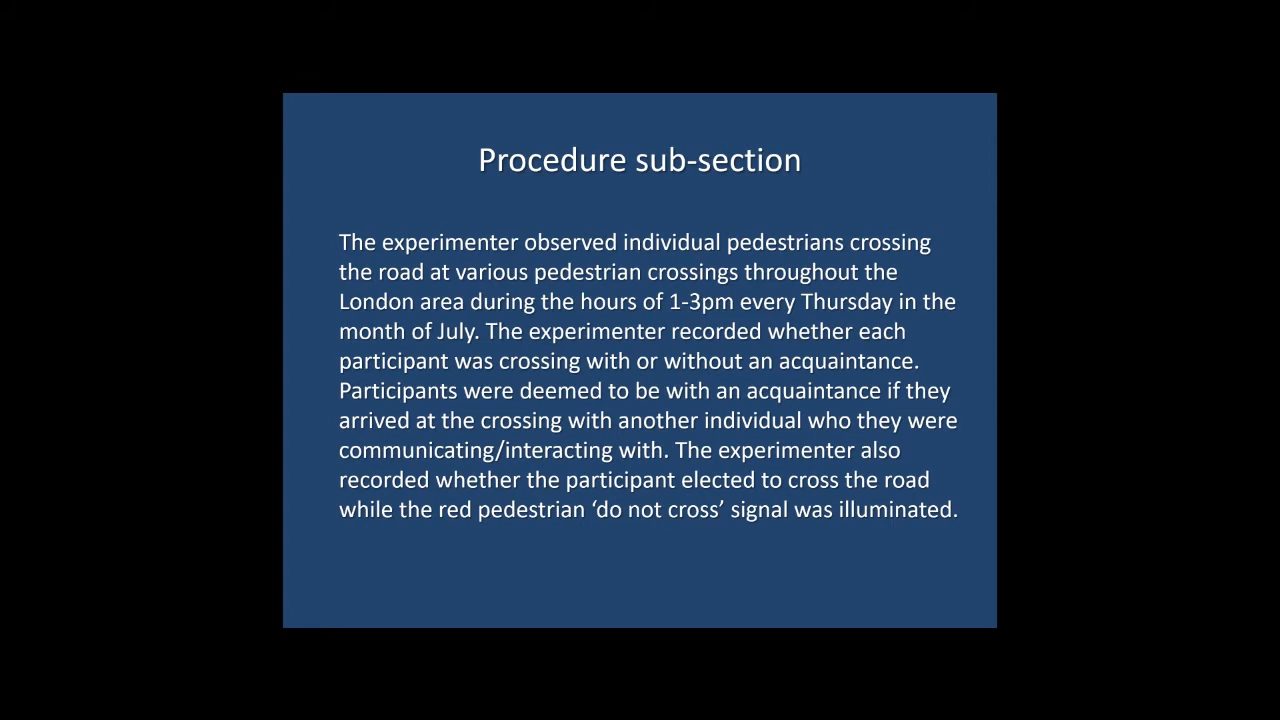 Procedure sub-section
The experimenter observed individual pedestrians crossing
the road at various pedestrian crossings throughout the
London area during the hours of 1-3pm every Thursday in the
month of July. The experimenter recorded whether each
participant was crossing with or without an acquaintance.
Participants were deemed to be with an acquaintance if they
arrived at the crossing with another individual who they were
communicating/interacting with. The experimenter also
recorded whether the participant elected to cross the road
while the red pedestrian ‘do not cross’ signal was illuminated.